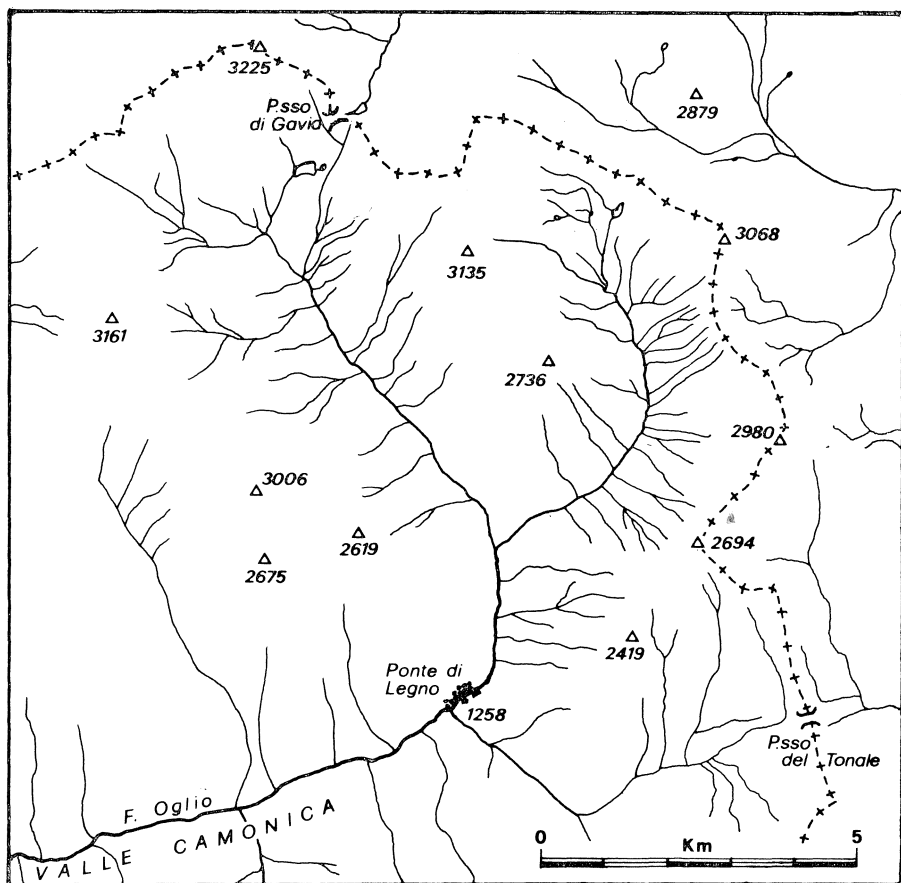 3225
P.sso
di Gavia
2879
3068
3135
3161
2736
2980
3006
2619
2675
2694
2419
Ponte di
Legno
1258
P.sso
del Tonale
F. Oglio
VALLE CAMONICA
0 Km 5